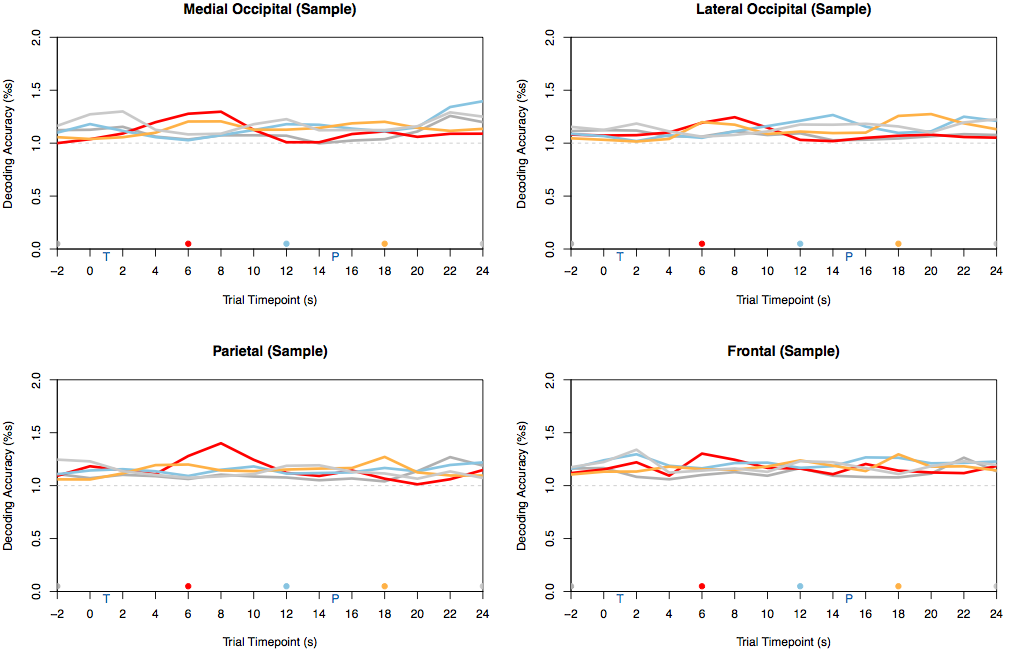 Medial Occipital (Sample)
Decoding Accuracy (%s)
2.0
1.5
1.0
0.5
0.0
T P
−2 0 2 4 6 8 10 12 14 16 18 20 22 24
Trial Timepoint (s)
Lateral Occipital (Sample)
Decoding Accuracy (%s)
2.0
1.5
1.0
0.5
0.0
T P
−2 0 2 4 6 8 10 12 14 16 18 20 22 24
Trial Timepoint (s)
Parietal (Sample)
Decoding Accuracy (%s)
2.0
1.5
1.0
0.5
0.0
T P
−2 0 2 4 6 8 10 12 14 16 18 20 22 24
Trial Timepoint (s)
Frontal (Sample)
Decoding Accuracy (%s)
2.0
1.5
1.0
0.5
0.0
T P
−2 0 2 4 6 8 10 12 14 16 18 20 22 24
Trial Timepoint (s)